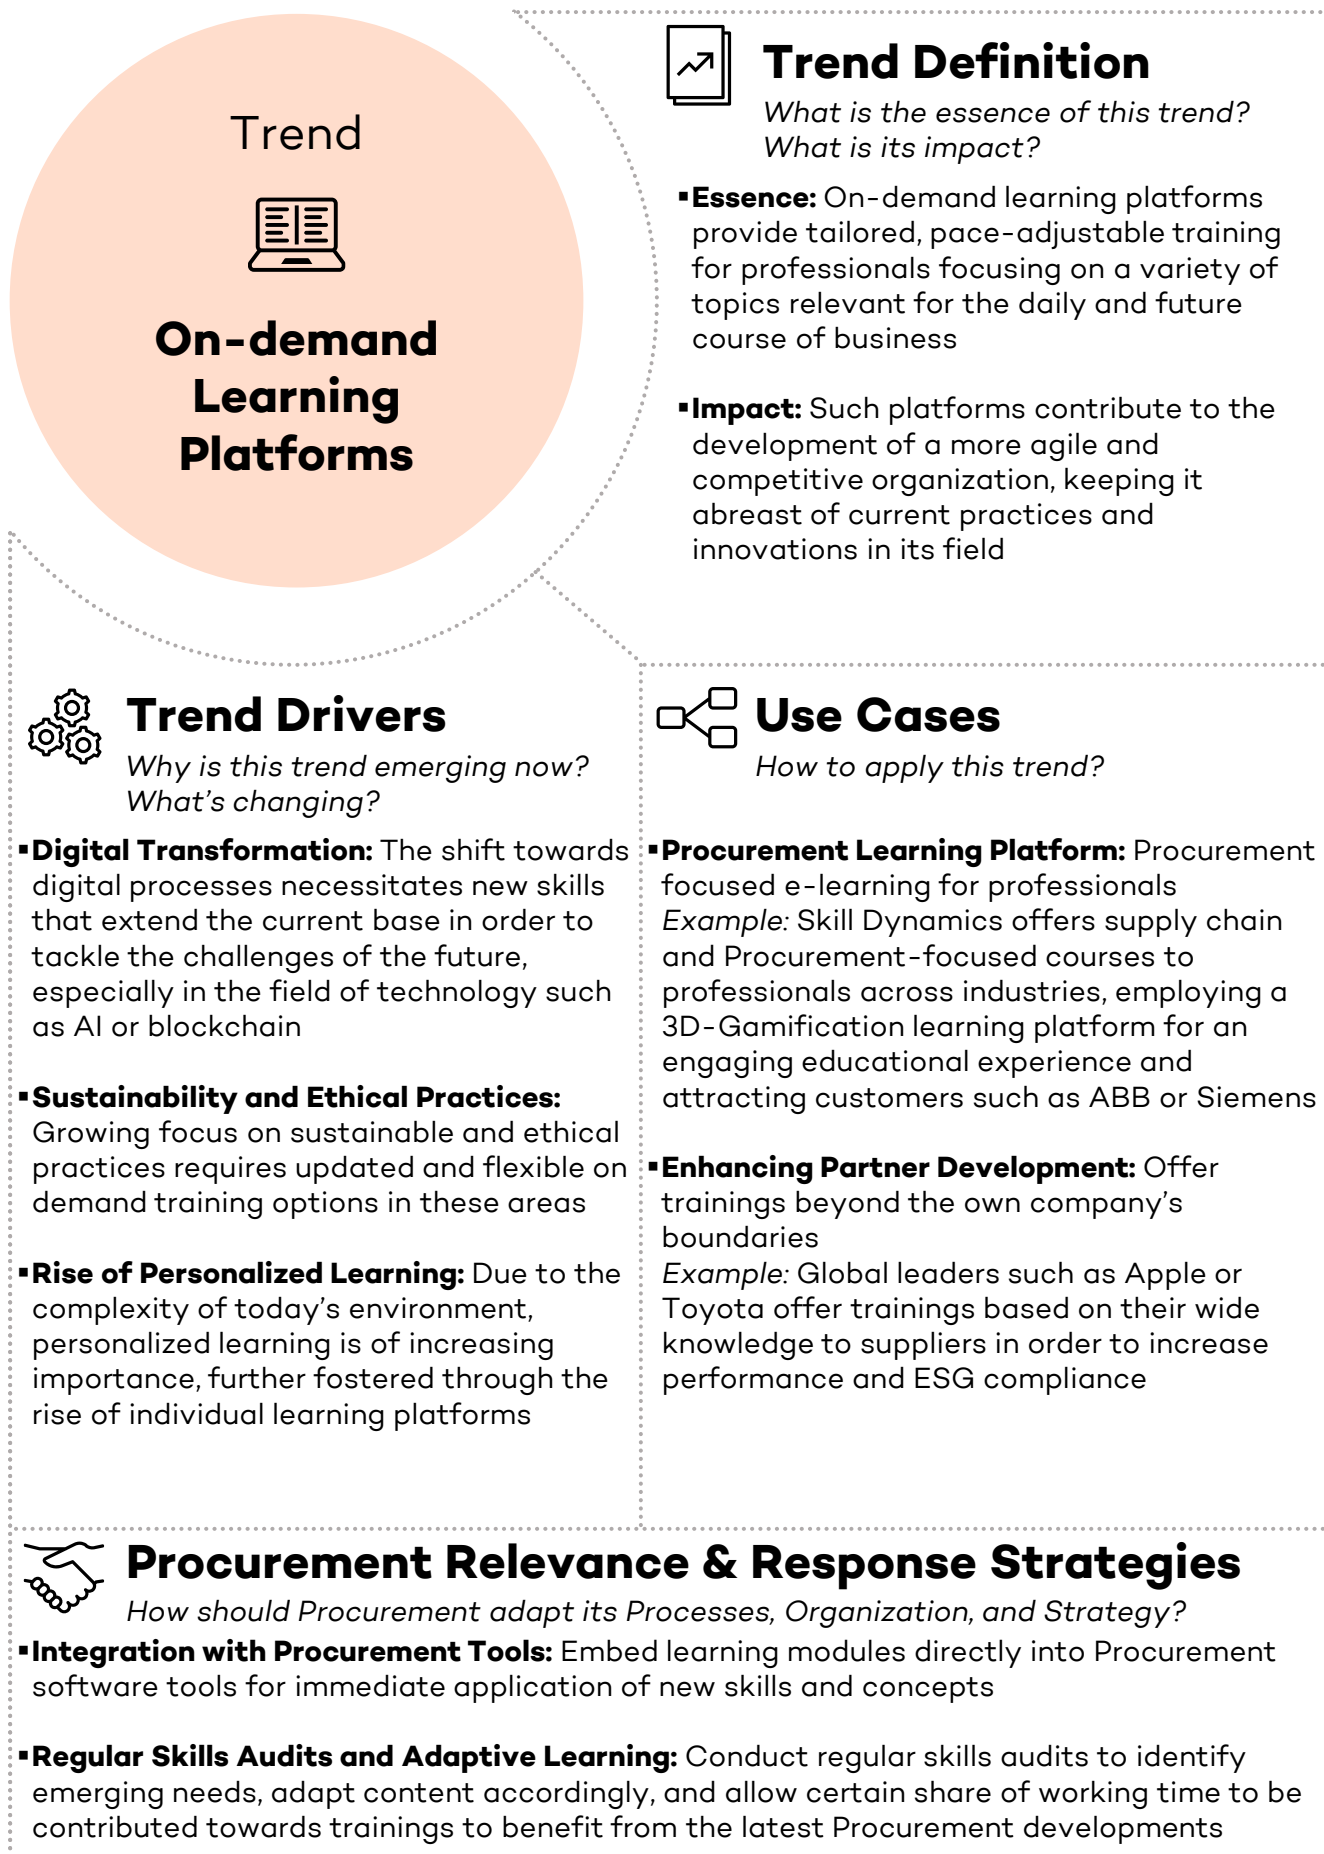 Trend
On-demand
Learning
Platforms
Trend Definition
What is the essence of this trend?
What is its impact?
▪Essence: On-demand learning platforms
provide tailored, pace-adjustable training
for professionals focusing on a variety of
topics relevant for the daily and future
course of business
▪Impact: Such platforms contribute to the
development of a more agile and
competitive organization, keeping it
abreast of current practices and
innovations in its field
Trend Drivers
Why is this trend emerging now?
What's changing?
▪Digital Transformation: The shift towards
digital processes necessitates new skills
that extend the current base in order to
tackle the challenges of the future,
especially in the field of technology such
as AI or blockchain
▪Sustainability and Ethical Practices:
Growing focus on sustainable and ethical
practices requires updated and flexible on
demand training options in these areas
▪Rise of Personalized Learning: Due to the
complexity of today's environment,
personalized learning is of increasing
importance, further fostered through the
rise of individual learning platforms
Use Cases
How to apply this trend?
▪Procurement Learning Platform: Procurement
focused e-learning for professionals
Example: Skill Dynamics offers supply chain
and Procurement-focused courses to
professionals across industries, employing a
3D-Gamification learning platform for an
engaging educational experience and
attracting customers such as ABB or Siemens
▪Enhancing Partner Development: Offer
trainings beyond the own company's
boundaries
Example: Global leaders such as Apple or
Toyota offer trainings based on their wide
knowledge to suppliers in order to increase
performance and ESG compliance
Procurement Relevance & Response Strategies
How should Procurement adapt its Processes, Organization, and Strategy?
▪Integration with Procurement Tools: Embed learning modules directly into Procurement
software tools for immediate application of new skills and concepts
▪Regular Skills Audits and Adaptive Learning: Conduct regular skills audits to identify
emerging needs, adapt content accordingly, and allow certain share of working time to be
contributed towards trainings to benefit from the latest Procurement developments